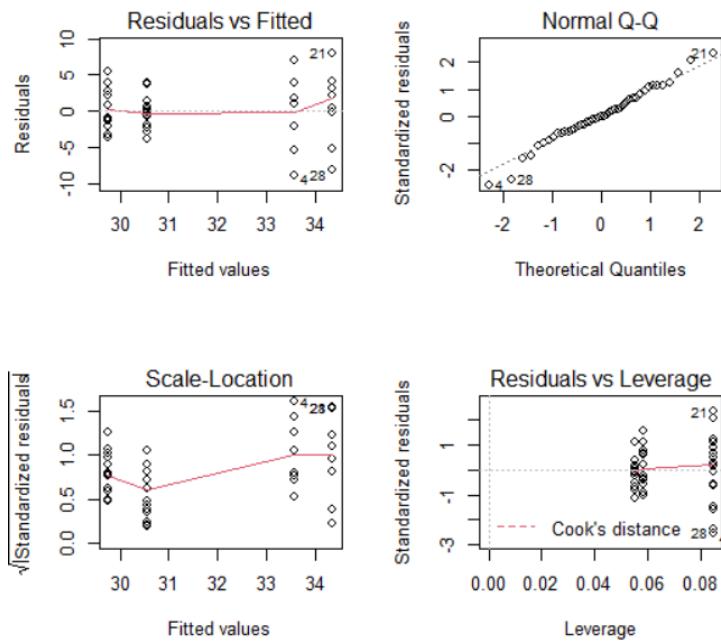 Residuals vs Fitted
Residuals
10
5
0
-5
-10
21
28
4
30 31 32 33 34
Fitted values
Normal Q-Q
Standardized residuals
2
1
0
-2
21
28
4
-2 -1 0 1 2
Theoretical Quantiles
Scale-Location
√|Standardized residuals|
1.5
1.0
0.5
0.0
4
28
30 31 32 33 34
Fitted values
Residuals vs Leverage
Standardized residuals
1
-1
-3
21
28
Cook's distance
0.00 0.02 0.04 0.06 0.08
Leverage